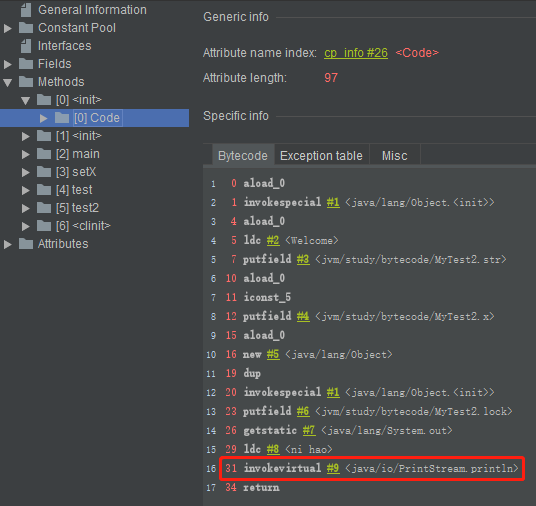 General Information
Constant Pool
Interfaces
Fields
Methods
[0] <init>
[0] Code
[1] <init>
[2] main
[3] setX
[4] test
[5] test2
[6] <clinit>
Attributes
Generic info
Attribute name index: cp_info #26 <Code>
Attribute length: 97
Specific info
Bytecode Exception table Misc
1 0 aload_0
2 1 invokespecial #1 <java/lang/Object.<init>>
3 4 aload_0
4 5 ldc #2 <Welcome>
5 7 putfield #3 <jvm/study/bytecode/MyTest2.str>
6 10 aload_0
7 11 iconst_5
8 12 putfield #4 <jvm/study/bytecode/MyTest2.x>
9 15 aload_0
10 16 new #5 <java/lang/Object>
11 19 dup
12 20 invokespecial #1 <java/lang/Object.<init>>
13 23 putfield #6 <jvm/study/bytecode/MyTest2.lock>
14 26 getstatic #7 <java/lang/System.out>
15 29 ldc #8 <ni hao>
16 31 invokevirtual #9 <java/io/PrintStream.println>
17 34 return